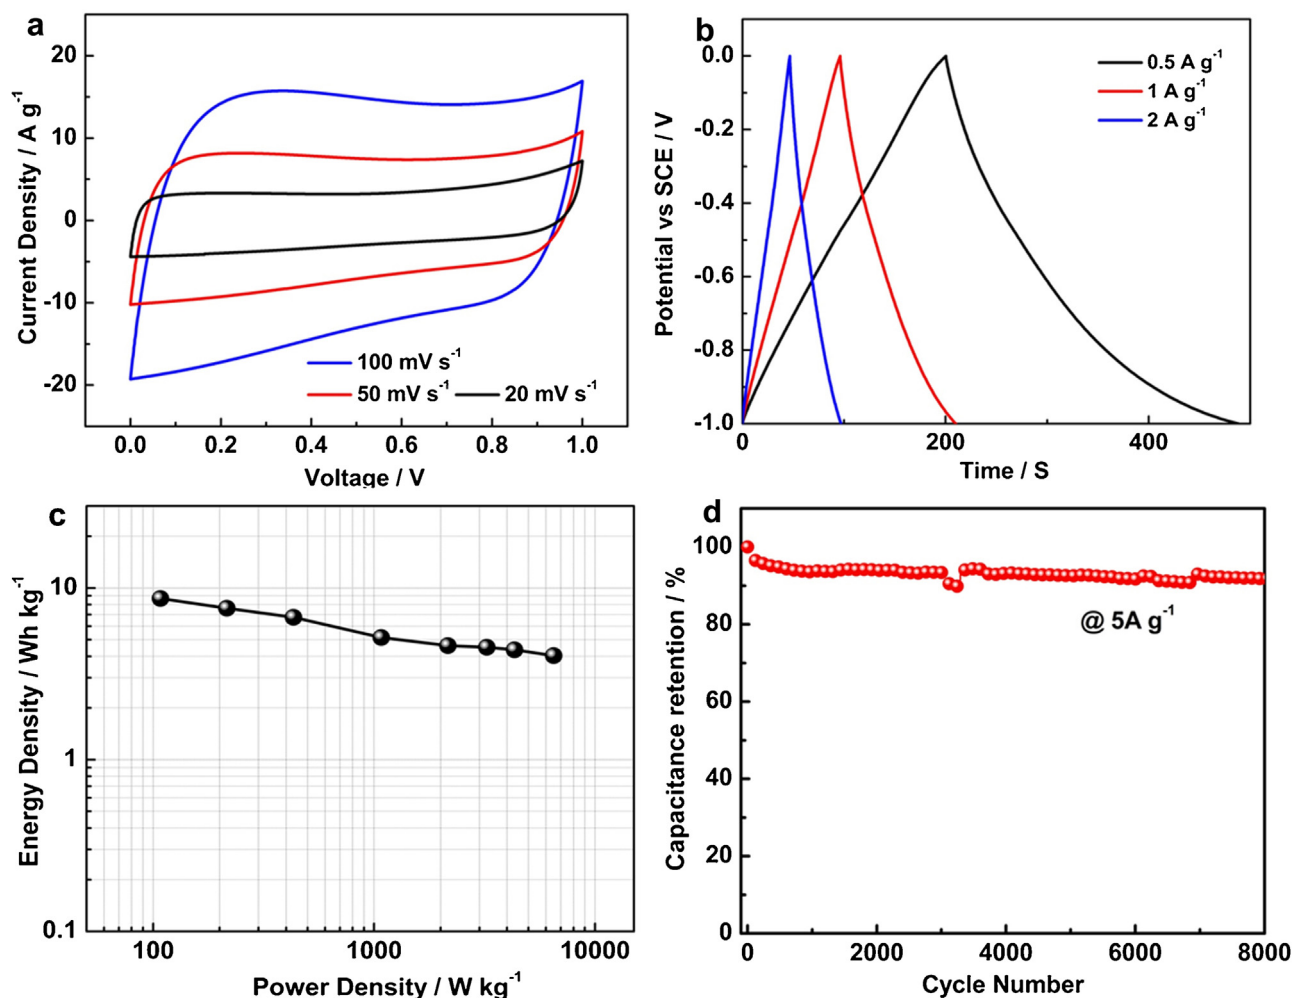 a
20
10
0
-10
-20
Current Density / A g⁻¹
100 mV s⁻¹
50 mV s⁻¹ 20 mV s⁻¹
0.0 0.2 0.4 0.6 0.8 1.0
Voltage / V
b
0.0
-0.2
-0.4
-0.6
-0.8
-1.0
Potential vs SCE / V
0.5 A g⁻¹
1 A g⁻¹
2 A g⁻¹
0 200 400
Time / S
c
10
1
0.1
Energy Density / Wh kg⁻¹
100 1000 10000
Power Density / W kg⁻¹
d
100
80
60
40
20
0
Capacitance retention / %
@ 5A g⁻¹
0 2000 4000 6000 8000
Cycle Number